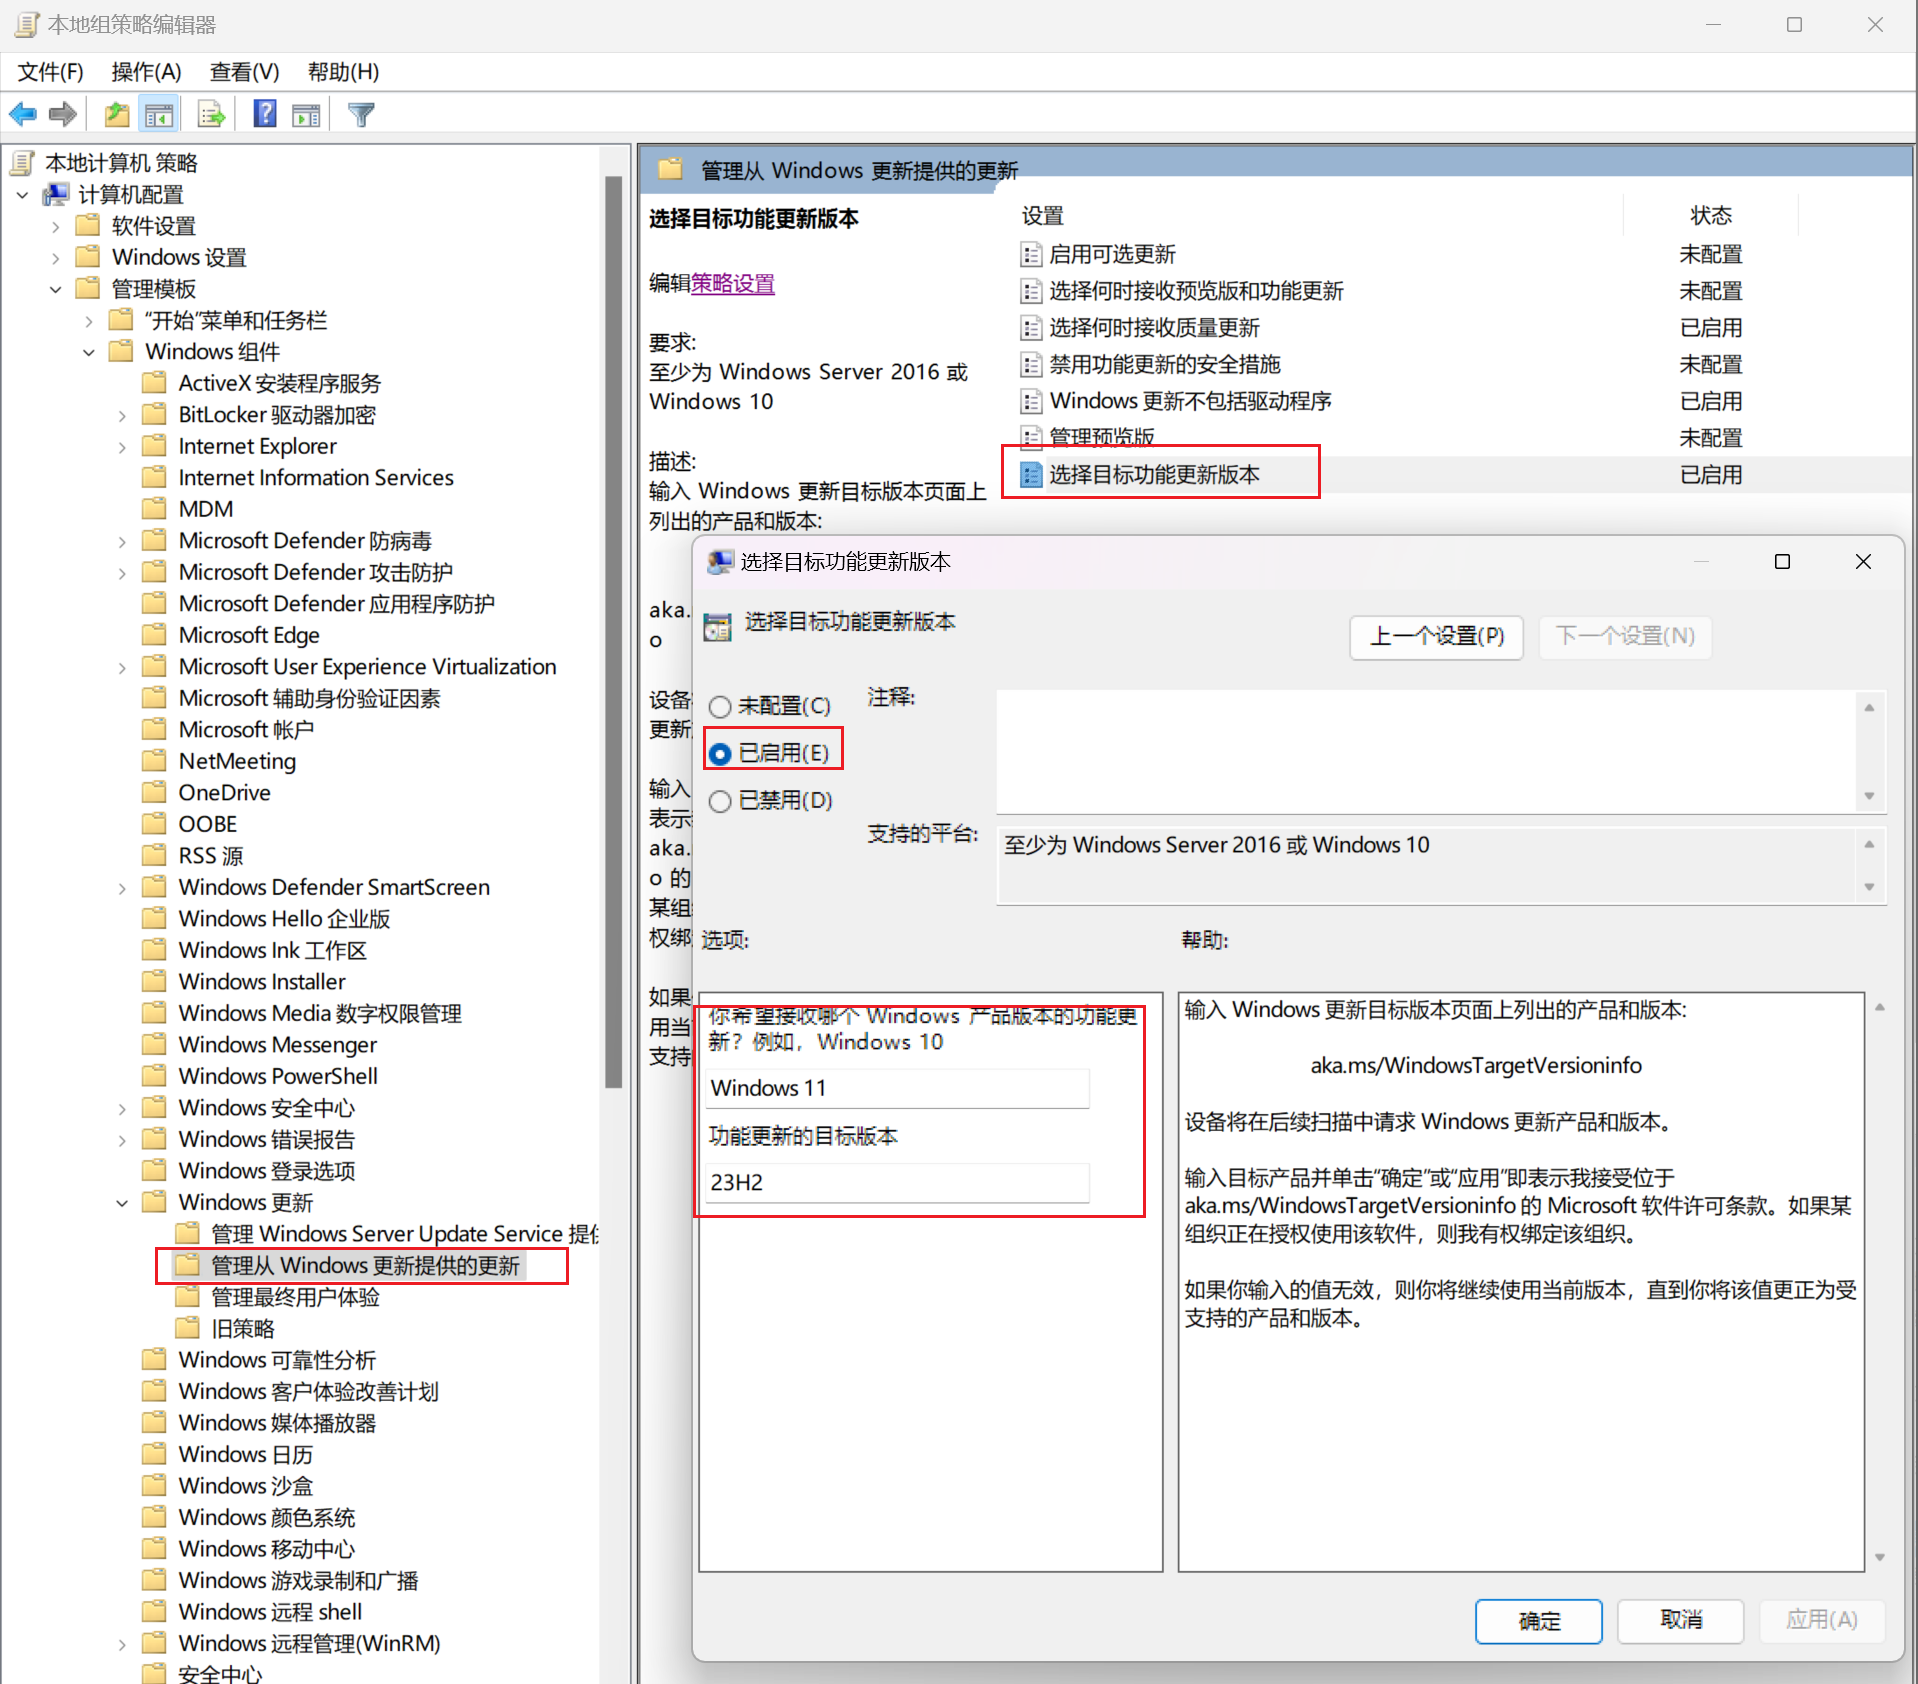 本地组策略编辑器
文件(F) 操作(A) 查看(V) 帮助(H)
本地计算机 策略
计算机配置
软件设置
Windows 设置
管理模板
“开始”菜单和任务栏
Windows 组件
ActiveX 安装程序服务
BitLocker 驱动器加密
Internet Explorer
Internet Information Services
MDM
Microsoft Defender 防病毒
Microsoft Defender 攻击防护
Microsoft Defender 应用程序防护
Microsoft Edge
Microsoft User Experience Virtualization
Microsoft 辅助身份验证因素
Microsoft 帐户
NetMeeting
OneDrive
OOBE
RSS 源
Windows Defender SmartScreen
Windows Hello 企业版
Windows Ink 工作区
Windows Installer
Windows Media 数字权限管理
Windows Messenger
Windows PowerShell
Windows 安全中心
Windows 错误报告
Windows 登录选项
Windows 更新
管理 Windows Server Update Service 提供
管理从 Windows 更新提供的更新
管理最终用户体验
旧策略
Windows 可靠性分析
Windows 客户体验改善计划
Windows 媒体播放器
Windows 日历
Windows 沙盒
Windows 颜色系统
Windows 移动中心
Windows 游戏录制和广播
Windows 远程 shell
Windows 远程管理(WinRM)
安全中心
管理从 Windows 更新提供的更新
选择目标功能更新版本
编辑策略设置
要求:
至少为 Windows Server 2016 或
Windows 10
描述:
输入 Windows 更新目标版本页面上
列出的产品和版本:
aka.
o
设备
更新
输入
表示
aka.
o 的
某组
权绑
如果
用当
支持
设置 状态
启用可选更新 未配置
选择何时接收预览版和功能更新 未配置
选择何时接收质量更新 已启用
禁用功能更新的安全措施 未配置
Windows 更新不包括驱动程序 已启用
管理预览版 未配置
选择目标功能更新版本 已启用
选择目标功能更新版本
选择目标功能更新版本
上一个设置(P) 下一个设置(N)
未配置(C)
已启用(E)
已禁用(D)
注释:
支持的平台:
至少为 Windows Server 2016 或 Windows 10
选项:
帮助:
你希望接收哪个 Windows 产品版本的功能更
新？例如，Windows 10
Windows 11
功能更新的目标版本
23H2
输入 Windows 更新目标版本页面上列出的产品和版本:
aka.ms/WindowsTargetVersioninfo
设备将在后续扫描中请求 Windows 更新产品和版本。
输入目标产品并单击“确定”或“应用”即表示我接受位于
aka.ms/WindowsTargetVersioninfo 的 Microsoft 软件许可条款。如果某
组织正在授权使用该软件，则我有权绑定该组织。
如果你输入的值无效，则你将继续使用当前版本，直到你将该值更正为受
支持的产品和版本。
确定 取消 应用(A)